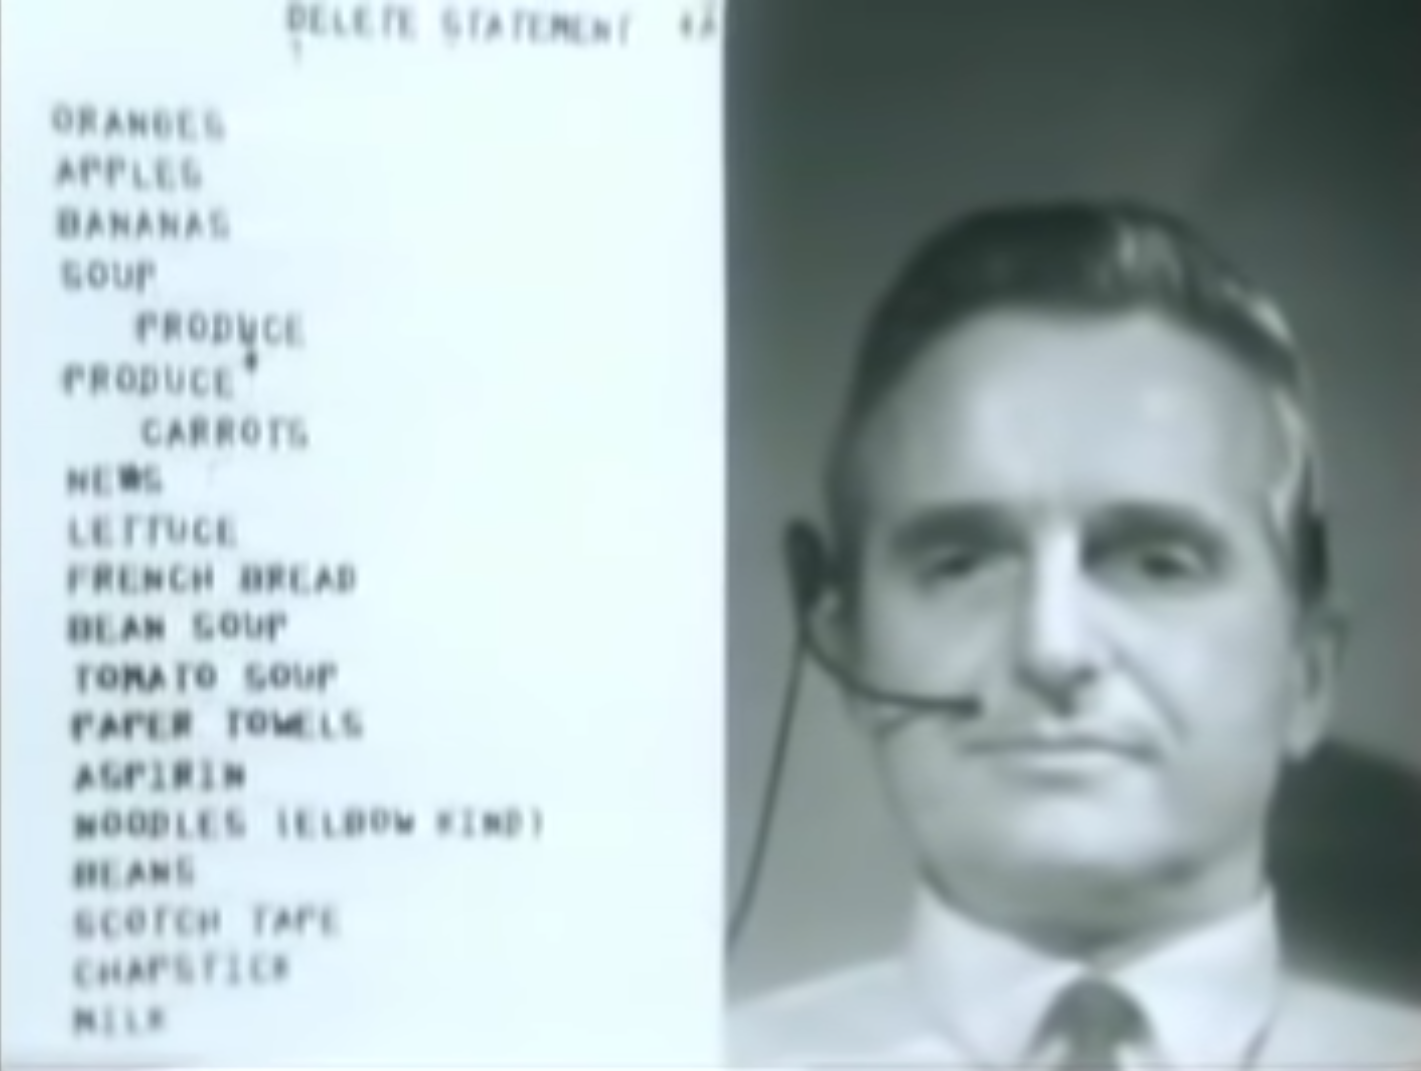 DELETE STATEMENT
ORANGES
APPLES
BANANAS
SOUP
PRODUCE
PRODUCE
CARROTS
NEWS
LETTUCE
FRENCH BREAD
BEAN SOUP
TOMATO SOUP
PAPER TOWELS
ASPIRIN
NOODLES (ELBOW KIND)
BEANS
SCOTCH TAPE
CHAPSTICK
MILK